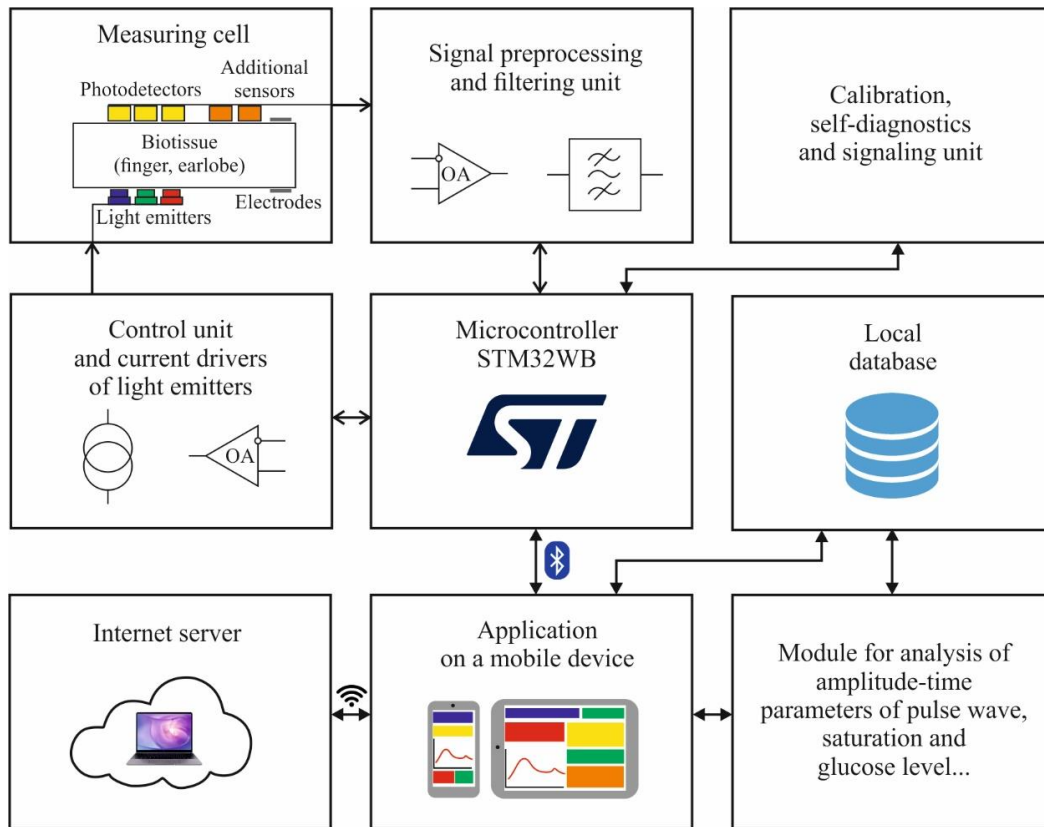 Measuring cell
Photodetectors
Additional
sensors
Biotissue
(finger, earlobe)
Electrodes
Light emitters
Signal preprocessing
and filtering unit
OA
Calibration,
self-diagnostics
and signaling unit
Control unit
and current drivers
of light emitters
OA
Microcontroller
STM32WB
ST
Local
database
Internet server
Application
on a mobile device
Module for analysis of
amplitude-time
parameters of pulse wave,
saturation and
glucose level...